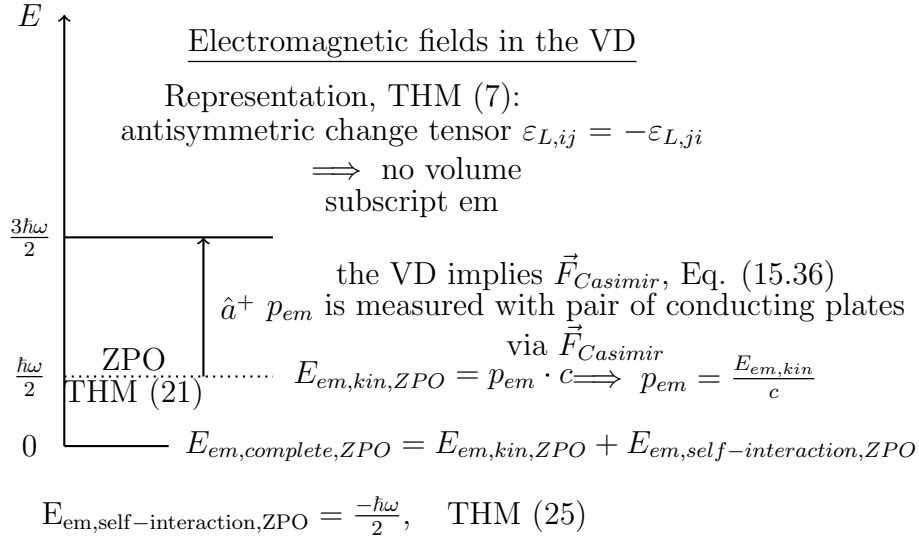 E
Electromagnetic fields in the VD
Representation, THM (7):
antisymmetric change tensor ε_{L,ij} = −ε_{L,ji}
⟹ no volume
subscript em
3ħω/2
the VD implies F⃗_{Casimir}, Eq. (15.36)
â⁺ p_{em} is measured with pair of conducting plates
via F⃗_{Casimir}
ZPO
ħω/2
THM (21)
E_{em,kin,ZPO} = p_{em} · c ⟹ p_{em} = E_{em,kin}/c
0
E_{em,complete,ZPO} = E_{em,kin,ZPO} + E_{em,self−interaction,ZPO}
E_{em,self−interaction,ZPO} = −ħω/2, THM (25)